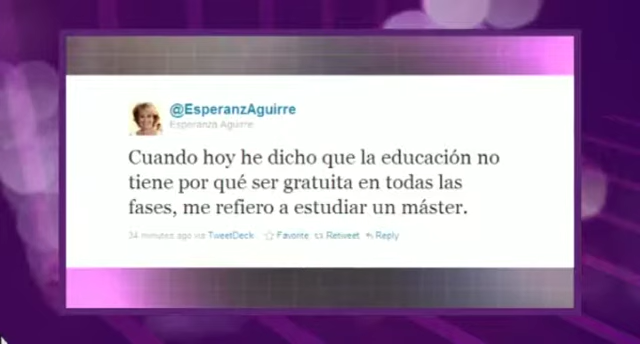 @EsperanzAguirre
Esperanza Aguirre
Cuando hoy he dicho que la educación no
tiene por qué ser gratuita en todas las
fases, me refiero a estudiar un máster.
24 minutes ago via TweetDeck Favorite Retweet Reply